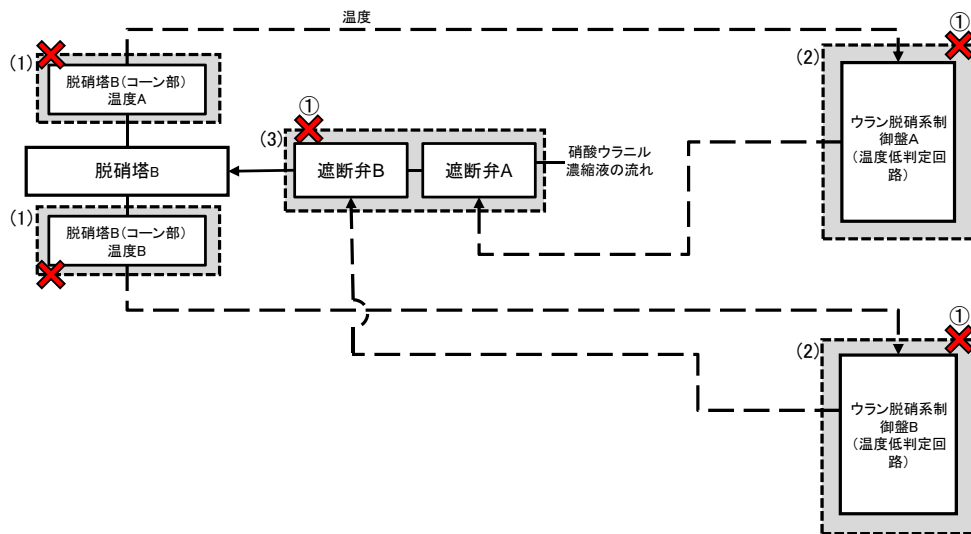 温度
①
(1)
脱硝塔B(コーン部)
温度A
(2)
ウラン脱硝系制
御盤A
(温度低判定回
路)
①
(3)
遮断弁B
遮断弁A
硝酸ウラニル
濃縮液の流れ
脱硝塔B
(1)
脱硝塔B(コーン部)
温度B
①
(2)
ウラン脱硝系制
御盤B
(温度低判定回
路)